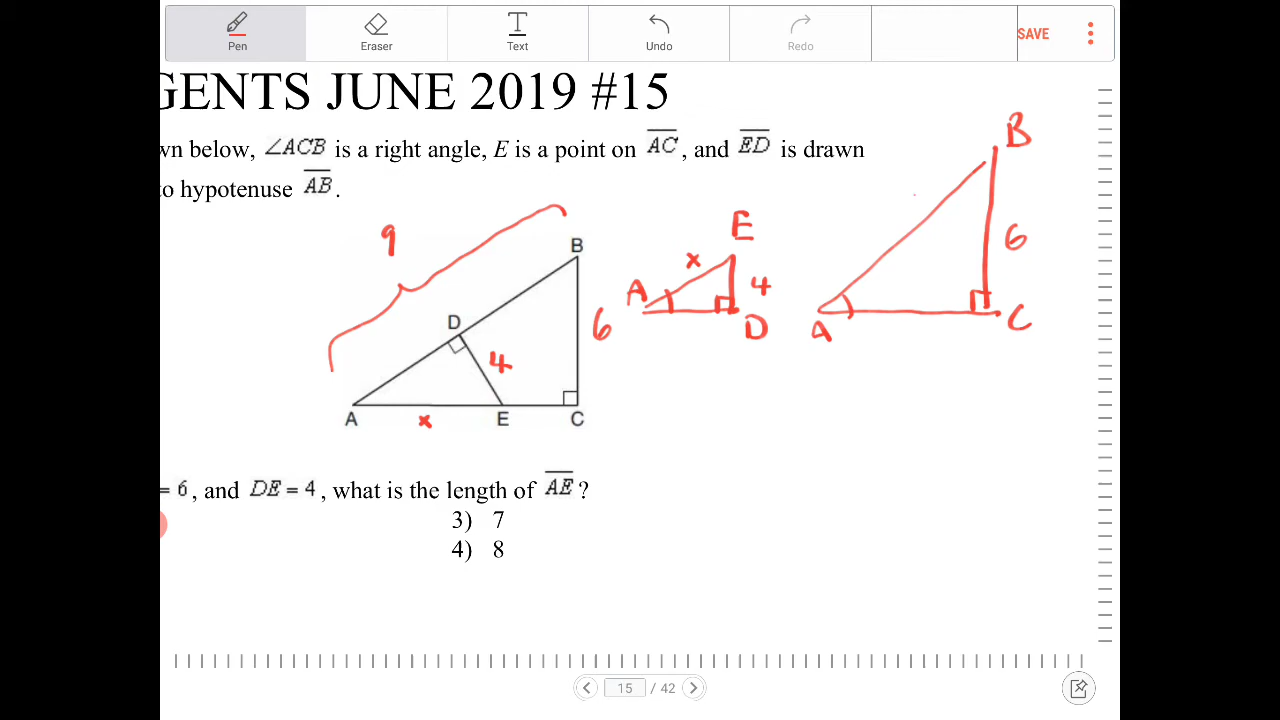 Pen Eraser Text Undo Redo SAVE
GENTS JUNE 2019 #15
wn below, ∠ACB is a right angle, E is a point on AC, and ED is drawn
to hypotenuse AB.
9
B
D
4
6
A
x
E
C
E
x
A
4
D
B
6
A
C
= 6, and DE = 4, what is the length of AE?
3) 7
4) 8
15 / 42